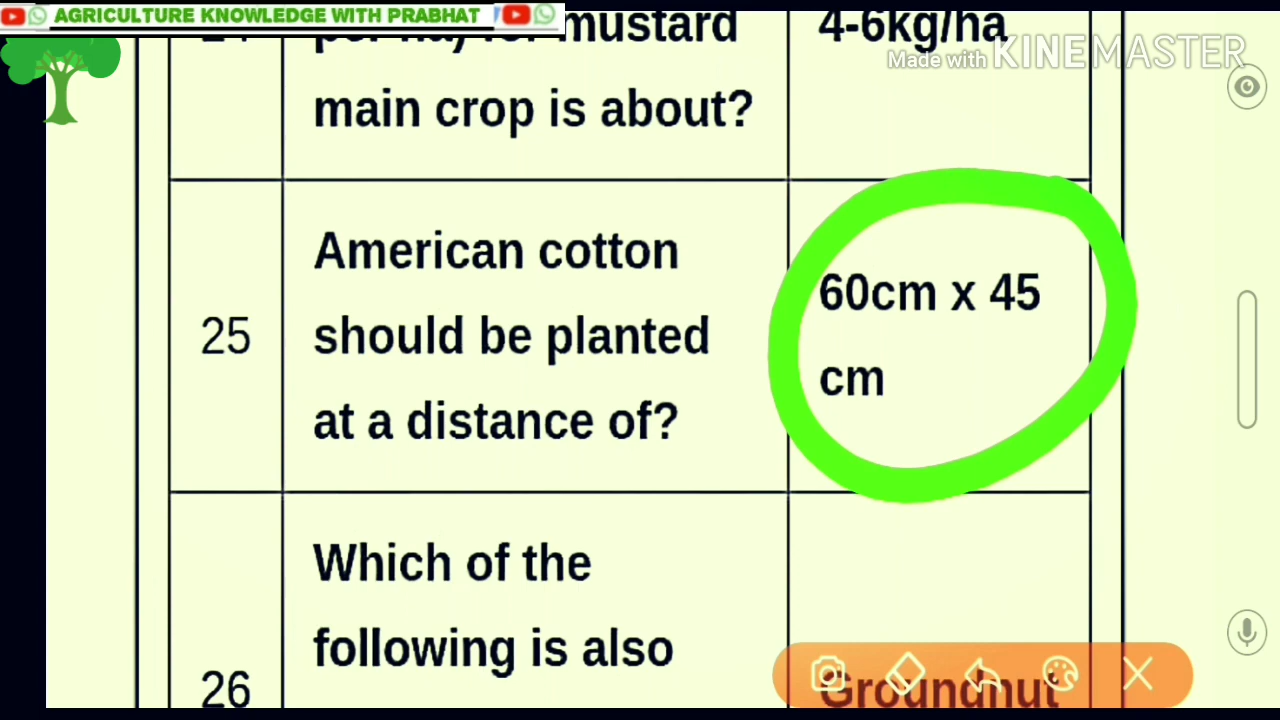 AGRICULTURE KNOWLEDGE WITH PRABHAT
mustard
4-6kg/ha
Made with KINEMASTER
main crop is about?
25
American cotton
should be planted
at a distance of?
60cm x 45
cm
26
Which of the
following is also
Groundnut